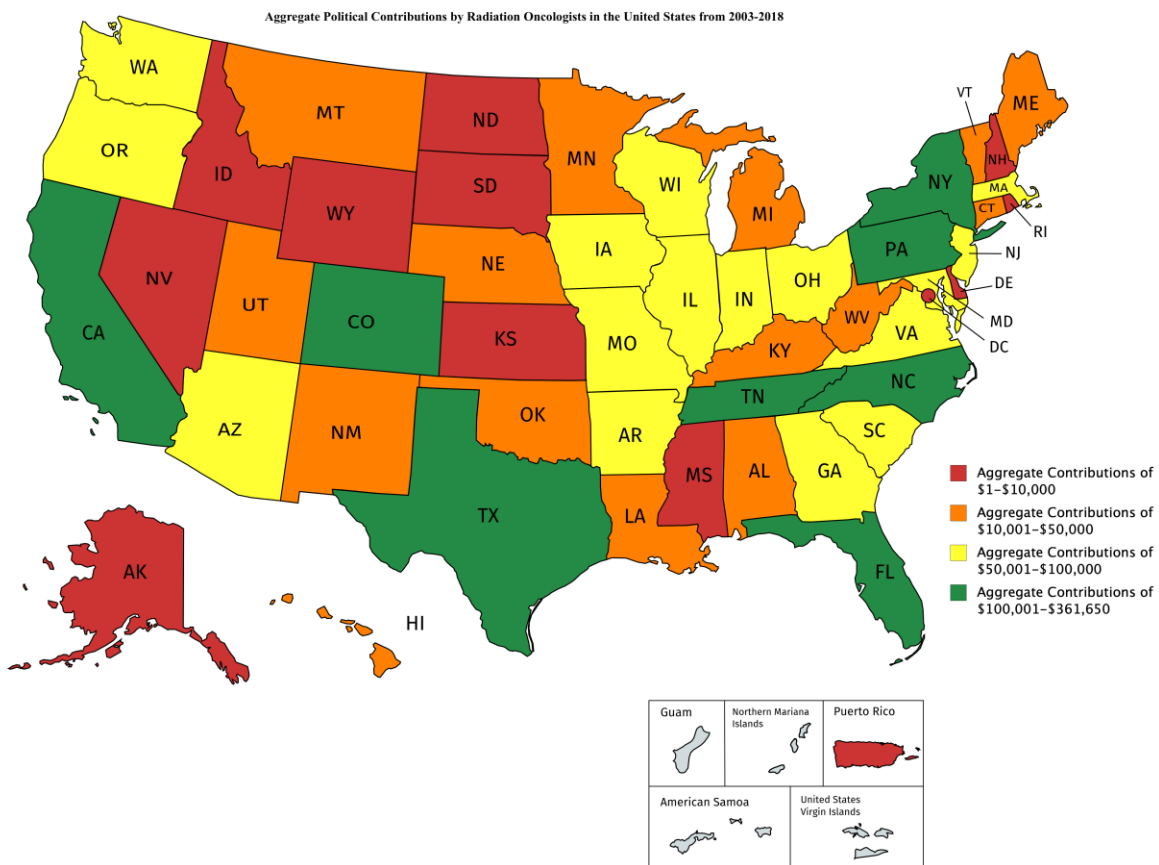 Aggregate Political Contributions by Radiation Oncologists in the United States from 2003-2018
WA
MT
ND
VT
ME
OR
MN
ID
SD
WI
NY
NH
MA
WY
MI
CT
RI
IA
NE
PA
NJ
NV
OH
DE
UT
IL
IN
CO
CA
WV
MD
KS
MO
VA
DC
KY
NC
TN
OK
AZ
NM
AR
SC
MS
AL
GA
Aggregate Contributions of
$1–$10,000
LA
TX
Aggregate Contributions of
$10,001–$50,000
Aggregate Contributions of
$50,001–$100,000
AK
FL
Aggregate Contributions of
$100,001–$361,650
HI
Guam
Northern Mariana
Islands
Puerto Rico
American Samoa
United States
Virgin Islands